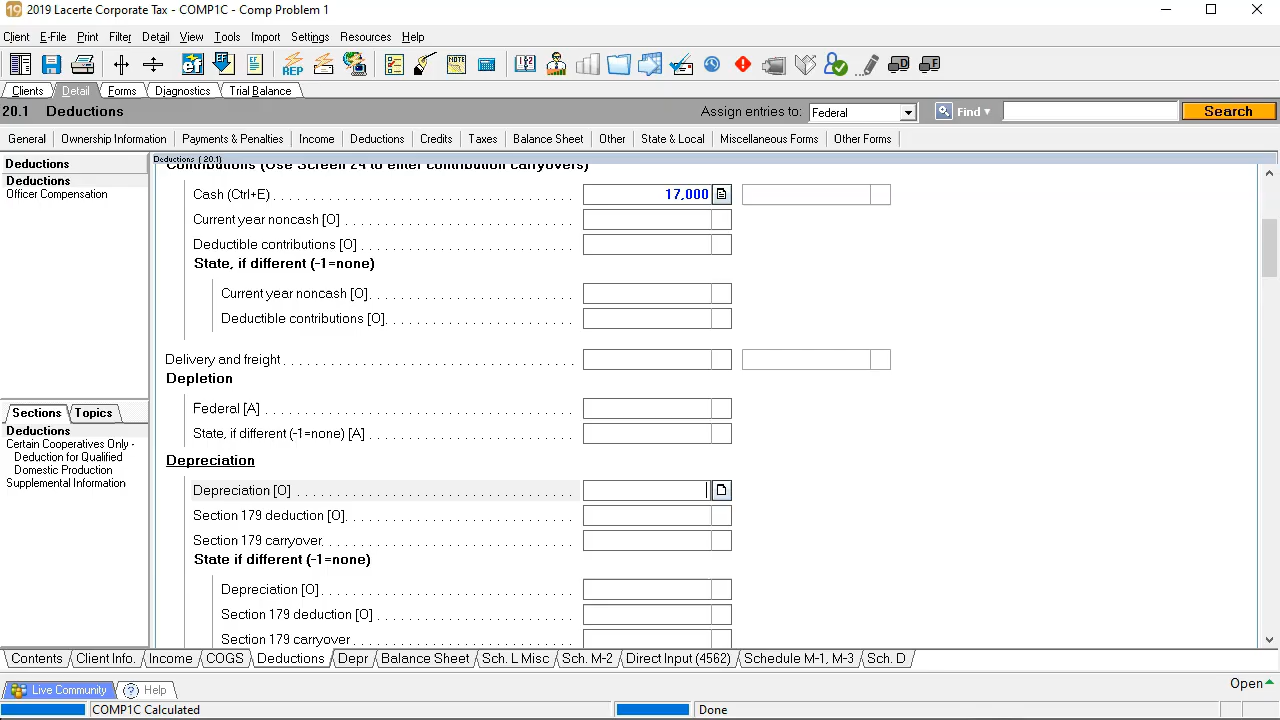 2019 Lacerte Corporate Tax - COMP1C - Comp Problem 1
Client E-File Print Filter Detail View Tools Import Settings Resources Help
Clients Detail Forms Diagnostics Trial Balance
20.1 Deductions Assign entries to: Federal Find Search
General Ownership Information Payments & Penalties Income Deductions Credits Taxes Balance Sheet Other State & Local Miscellaneous Forms Other Forms
Deductions
Deductions
Officer Compensation
Sections Topics
Deductions
Certain Cooperatives Only -
Deduction for Qualified
Domestic Production
Supplemental Information
Deductions (20.1)
Contributions (Use Screen 24 to enter contribution carryovers)
Cash (Ctrl+E) 17,000
Current year noncash [O]
Deductible contributions [O]
State, if different (-1=none)
Current year noncash [O]
Deductible contributions [O]
Delivery and freight
Depletion
Federal [A]
State, if different (-1=none) [A]
Depreciation
Depreciation [O]
Section 179 deduction [O]
Section 179 carryover
State if different (-1=none)
Depreciation [O]
Section 179 deduction [O]
Section 179 carryover
Contents Client Info. Income COGS Deductions Depr Balance Sheet Sch. L Misc Sch. M-2 Direct Input (4562) Schedule M-1, M-3 Sch. D
Live Community Help Open
COMP1C Calculated Done